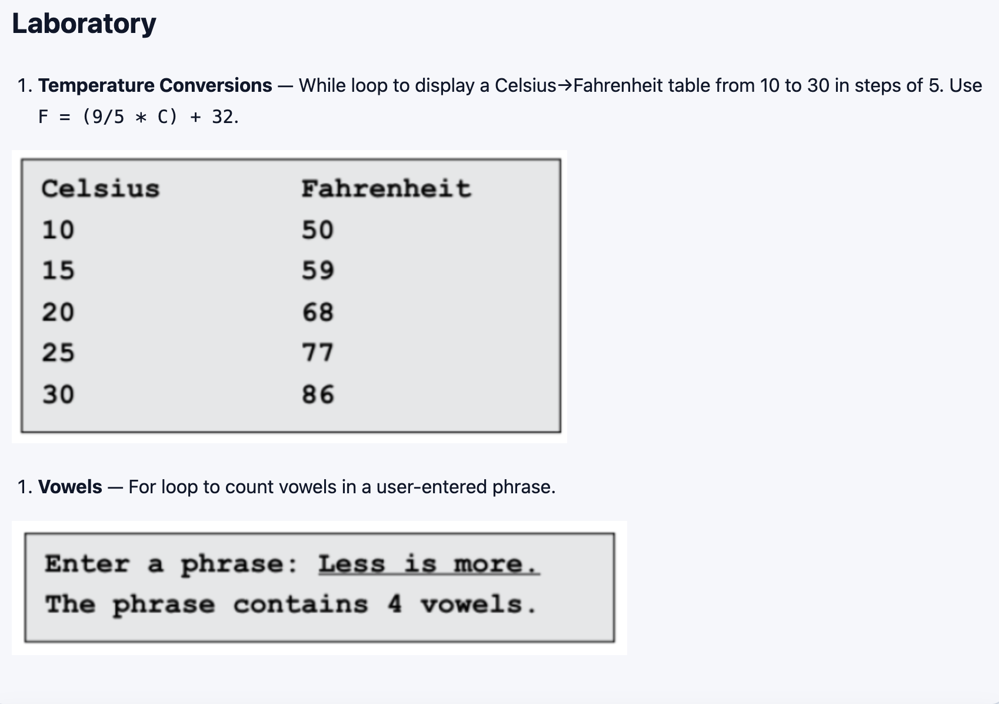 Laboratory
1. Temperature Conversions — While loop to display a Celsius→Fahrenheit table from 10 to 30 in steps of 5. Use
F = (9/5 * C) + 32.
Celsius Fahrenheit
10 50
15 59
20 68
25 77
30 86
1. Vowels — For loop to count vowels in a user-entered phrase.
Enter a phrase: Less is more.
The phrase contains 4 vowels.